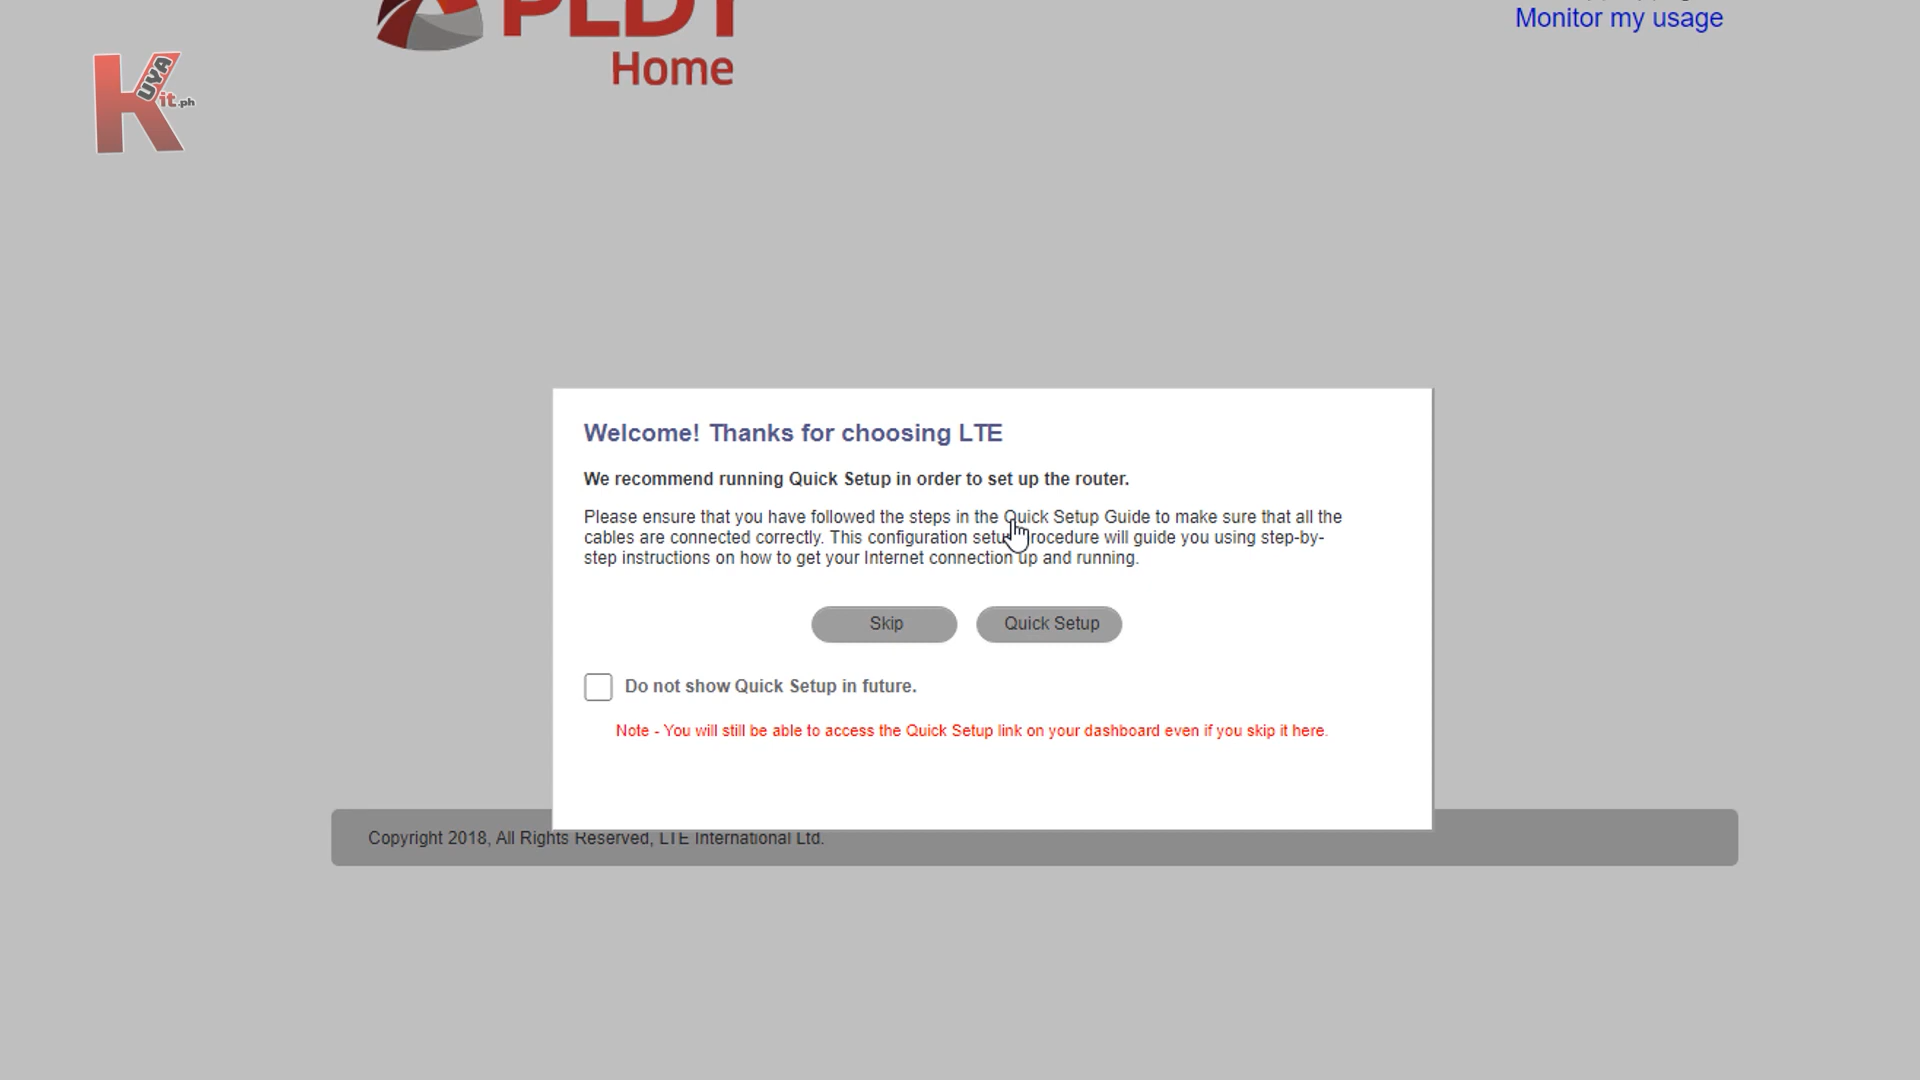 PLDT
Home
Monitor my usage
KUYA
it.ph
Welcome! Thanks for choosing LTE
We recommend running Quick Setup in order to set up the router.
Please ensure that you have followed the steps in the Quick Setup Guide to make sure that all the
cables are connected correctly. This configuration setup procedure will guide you using step-by-
step instructions on how to get your Internet connection up and running.
Skip
Quick Setup
Do not show Quick Setup in future.
Note - You will still be able to access the Quick Setup link on your dashboard even if you skip it here.
Copyright 2018, All Rights Reserved, LTE International Ltd.